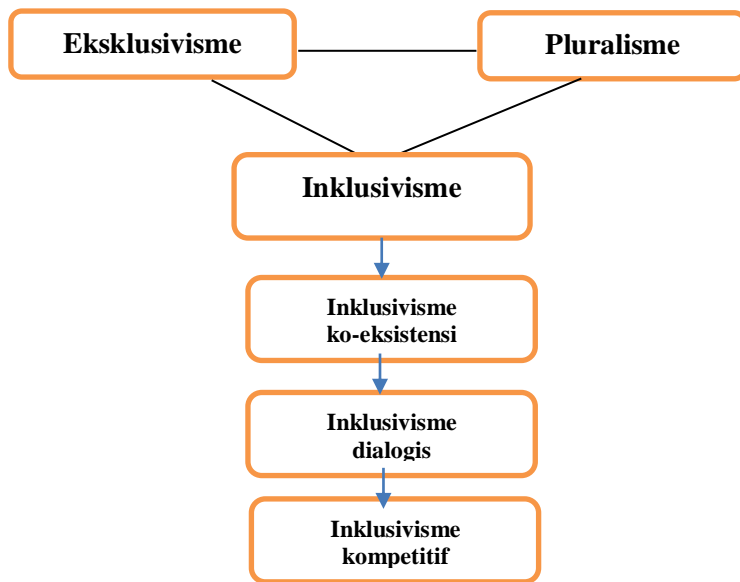 Eksklusivisme
Pluralisme
Inklusivisme
Inklusivisme
ko-eksistensi
Inklusivisme
dialogis
Inklusivisme
kompetitif